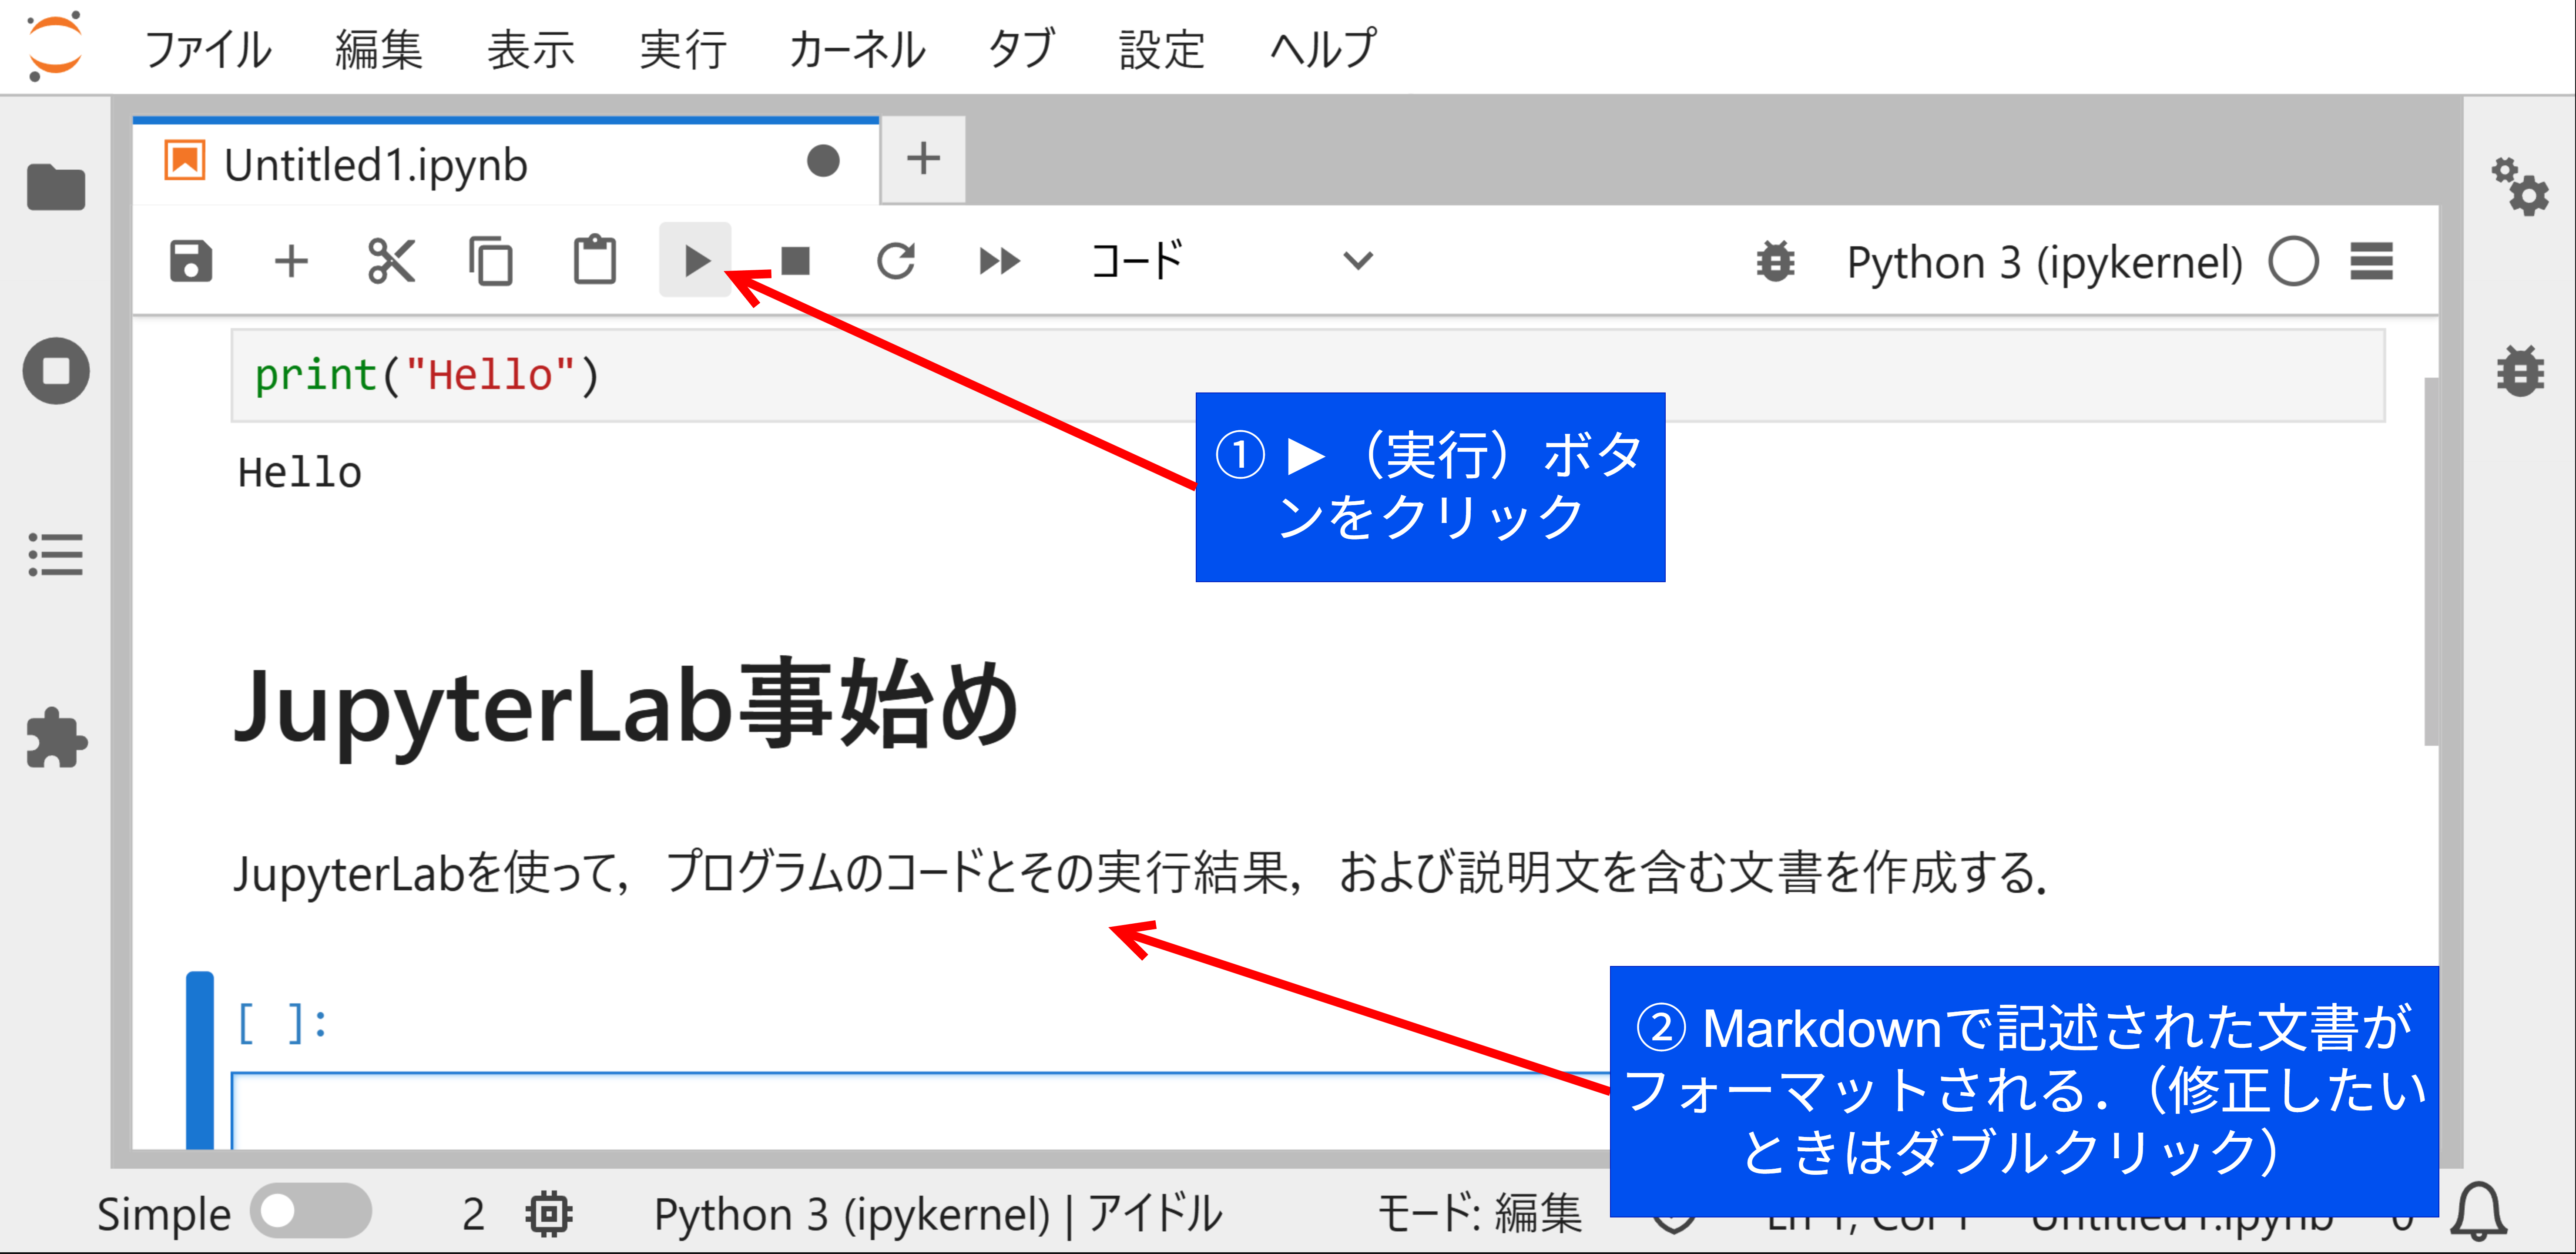 ファイル 編集 表示 実行 カーネル タブ 設定 ヘルプ
Untitled1.ipynb
コード
Python 3 (ipykernel)
print("Hello")
Hello
① ▶（実行）ボタ
ンをクリック
JupyterLab事始め
JupyterLabを使って，プログラムのコードとその実行結果，および説明文を含む文書を作成する．
[ ]:
② Markdownで記述された文書が
フォーマットされる．（修正したい
ときはダブルクリック）
Simple 2 Python 3 (ipykernel) | アイドル モード: 編集 Ln 1, Col 1 Untitled1.ipynb 0